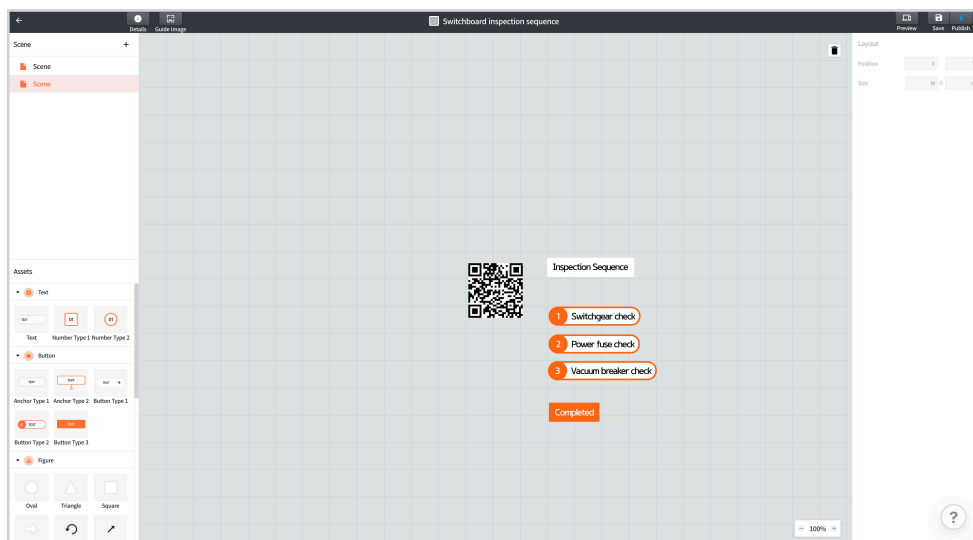 Details
Guide Image
Switchboard inspection sequence
Preview
Save
Publish
Scene +
Scene
Scene
Layout
Position X
Size W H
Inspection Sequence
1 Switchgear check
2 Power fuse check
3 Vacuum breaker check
Completed
Assets
Text
TEXT 01 01
Text Number Type 1 Number Type 2
Button
TEXT TEXT TEXT
Anchor Type 1 Anchor Type 2 Button Type 1
TEXT TEXT
Button Type 2 Button Type 3
Figure
Oval Triangle Square
- 100% +
?